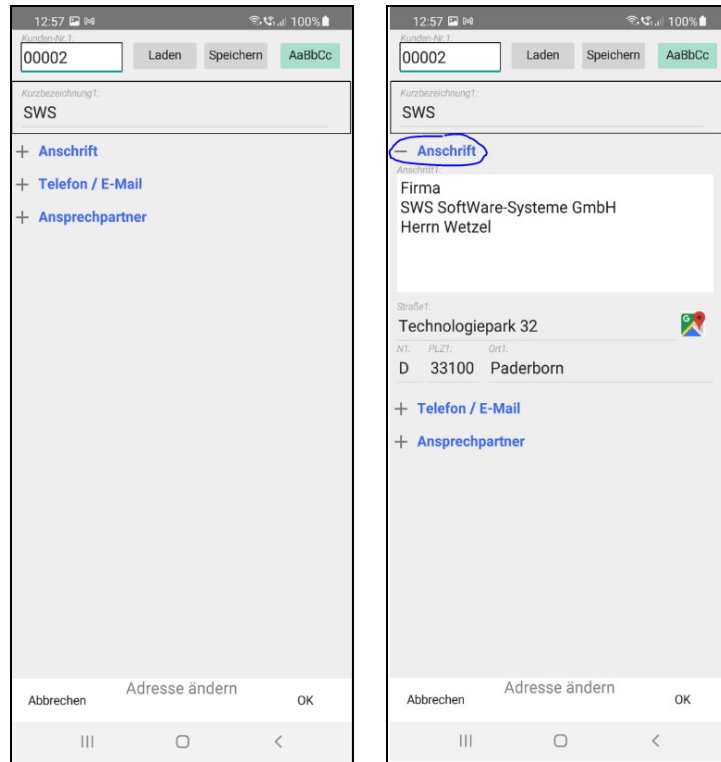 12:57 100%
Kunden-Nr.1:
00002 Laden Speichern AaBbCc
Kurzbezeichnung1:
SWS
+ Anschrift
+ Telefon / E-Mail
+ Ansprechpartner
Abbrechen Adresse ändern OK
12:57 100%
Kunden-Nr.1:
00002 Laden Speichern AaBbCc
Kurzbezeichnung1:
SWS
− Anschrift
Anschrift1:
Firma
SWS SoftWare-Systeme GmbH
Herrn Wetzel
Straße1:
Technologiepark 32
N1: PLZ1: Ort1:
D 33100 Paderborn
+ Telefon / E-Mail
+ Ansprechpartner
Abbrechen Adresse ändern OK